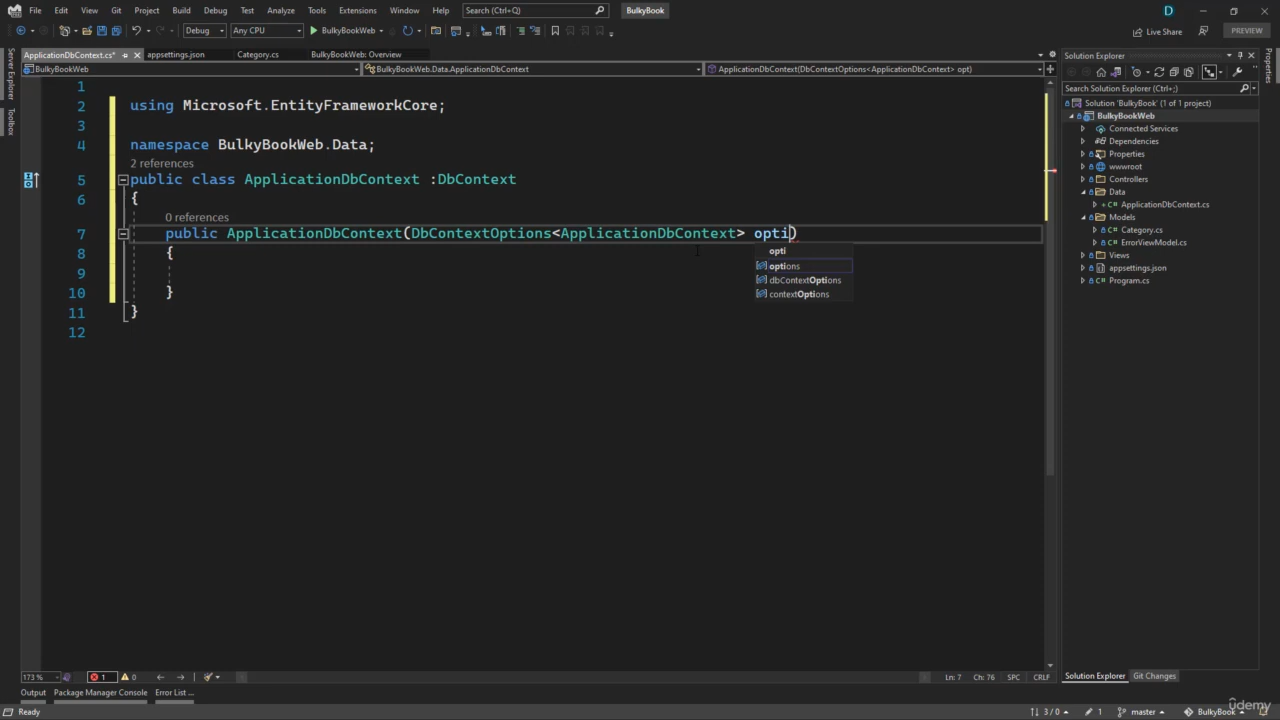 File Edit View Git Project Build Debug Test Analyze Tools Extensions Window Help Search (Ctrl+Q) BulkyBook
Debug Any CPU BulkyBookWeb Live Share PREVIEW
ApplicationDbContext.cs* appsettings.json Category.cs BulkyBookWeb: Overview
BulkyBookWeb BulkyBookWeb.Data.ApplicationDbContext ApplicationDbContext(DbContextOptions<ApplicationDbContext> opt)
Server Explorer
Toolbox
1
2 using Microsoft.EntityFrameworkCore;
3
4 namespace BulkyBookWeb.Data;
2 references
5 public class ApplicationDbContext :DbContext
6 {
0 references
7 public ApplicationDbContext(DbContextOptions<ApplicationDbContext> opti)
8 {
9
10 }
11 }
12
opti
options
dbContextOptions
contextOptions
Solution Explorer
Search Solution Explorer (Ctrl+;)
Solution 'BulkyBook' (1 of 1 project)
BulkyBookWeb
Connected Services
Dependencies
Properties
wwwroot
Controllers
Data
ApplicationDbContext.cs
Models
Category.cs
ErrorViewModel.cs
Views
appsettings.json
Program.cs
Properties
173 % 1 0 Ln: 7 Ch: 76 SPC CRLF
Solution Explorer Git Changes
Output Package Manager Console Error List ...
Ready 3 / 0 1 master BulkyBook
udemy